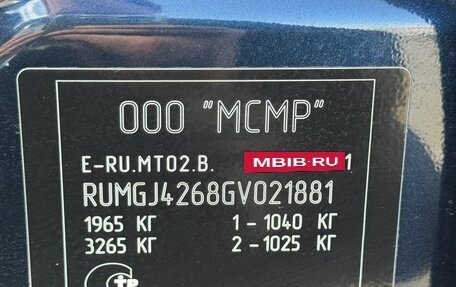 ООО "МСМР"
E-RU.MT02.B. MBIB.RU 1
RUMGJ4268GV021881
1965 КГ 1 - 1040 КГ
3265 КГ 2 - 1025 КГ